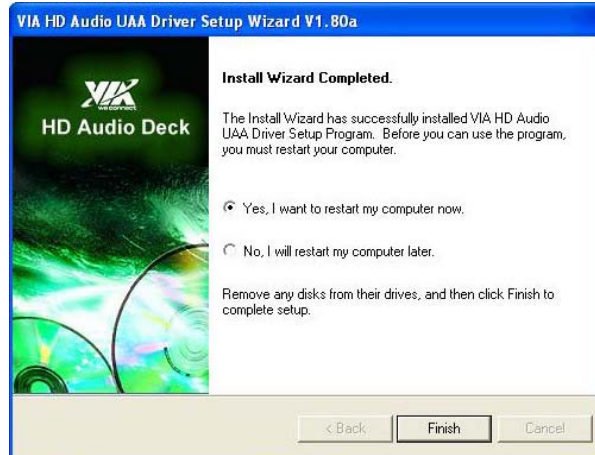 VIA HD Audio UAA Driver Setup Wizard V1.80a
Install Wizard Completed.
VIA
we connect
HD Audio Deck
The Install Wizard has successfully installed VIA HD Audio
UAA Driver Setup Program. Before you can use the program,
you must restart your computer.
Yes, I want to restart my computer now.
No, I will restart my computer later.
Remove any disks from their drives, and then click Finish to
complete setup.
< Back
Finish
Cancel